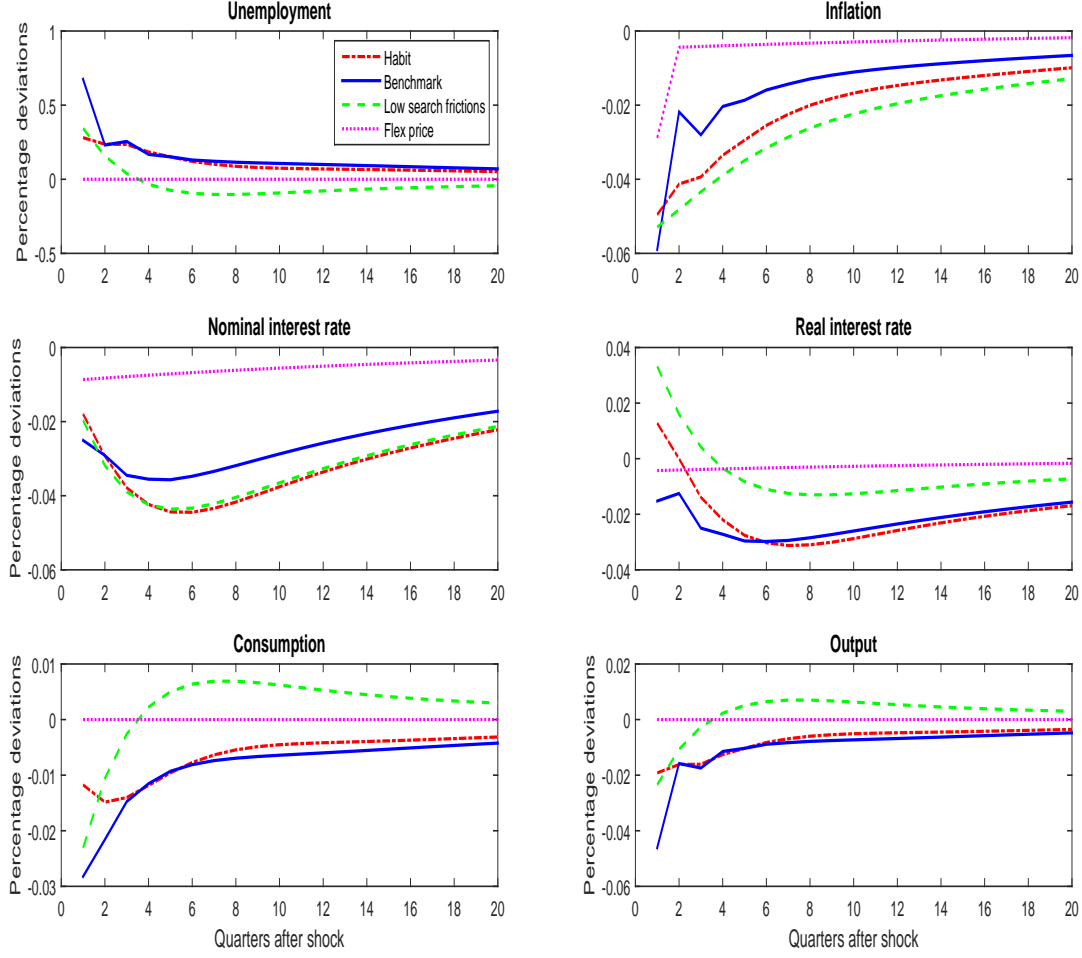 Unemployment
Percentage deviations
1
0.5
0
-0.5
0 2 4 6 8 10 12 14 16 18 20
Habit
Benchmark
Low search frictions
Flex price
Inflation
0
-0.02
-0.04
-0.06
0 2 4 6 8 10 12 14 16 18 20
Nominal interest rate
Percentage deviations
0
-0.02
-0.04
-0.06
0 2 4 6 8 10 12 14 16 18 20
Real interest rate
Percentage deviations
0.04
0.02
0
-0.02
-0.04
0 2 4 6 8 10 12 14 16 18 20
Consumption
Percentage deviations
0.01
0
-0.01
-0.02
-0.03
0 2 4 6 8 10 12 14 16 18 20
Quarters after shock
Output
Percentage deviations
0.02
0
-0.02
-0.04
-0.06
0 2 4 6 8 10 12 14 16 18 20
Quarters after shock